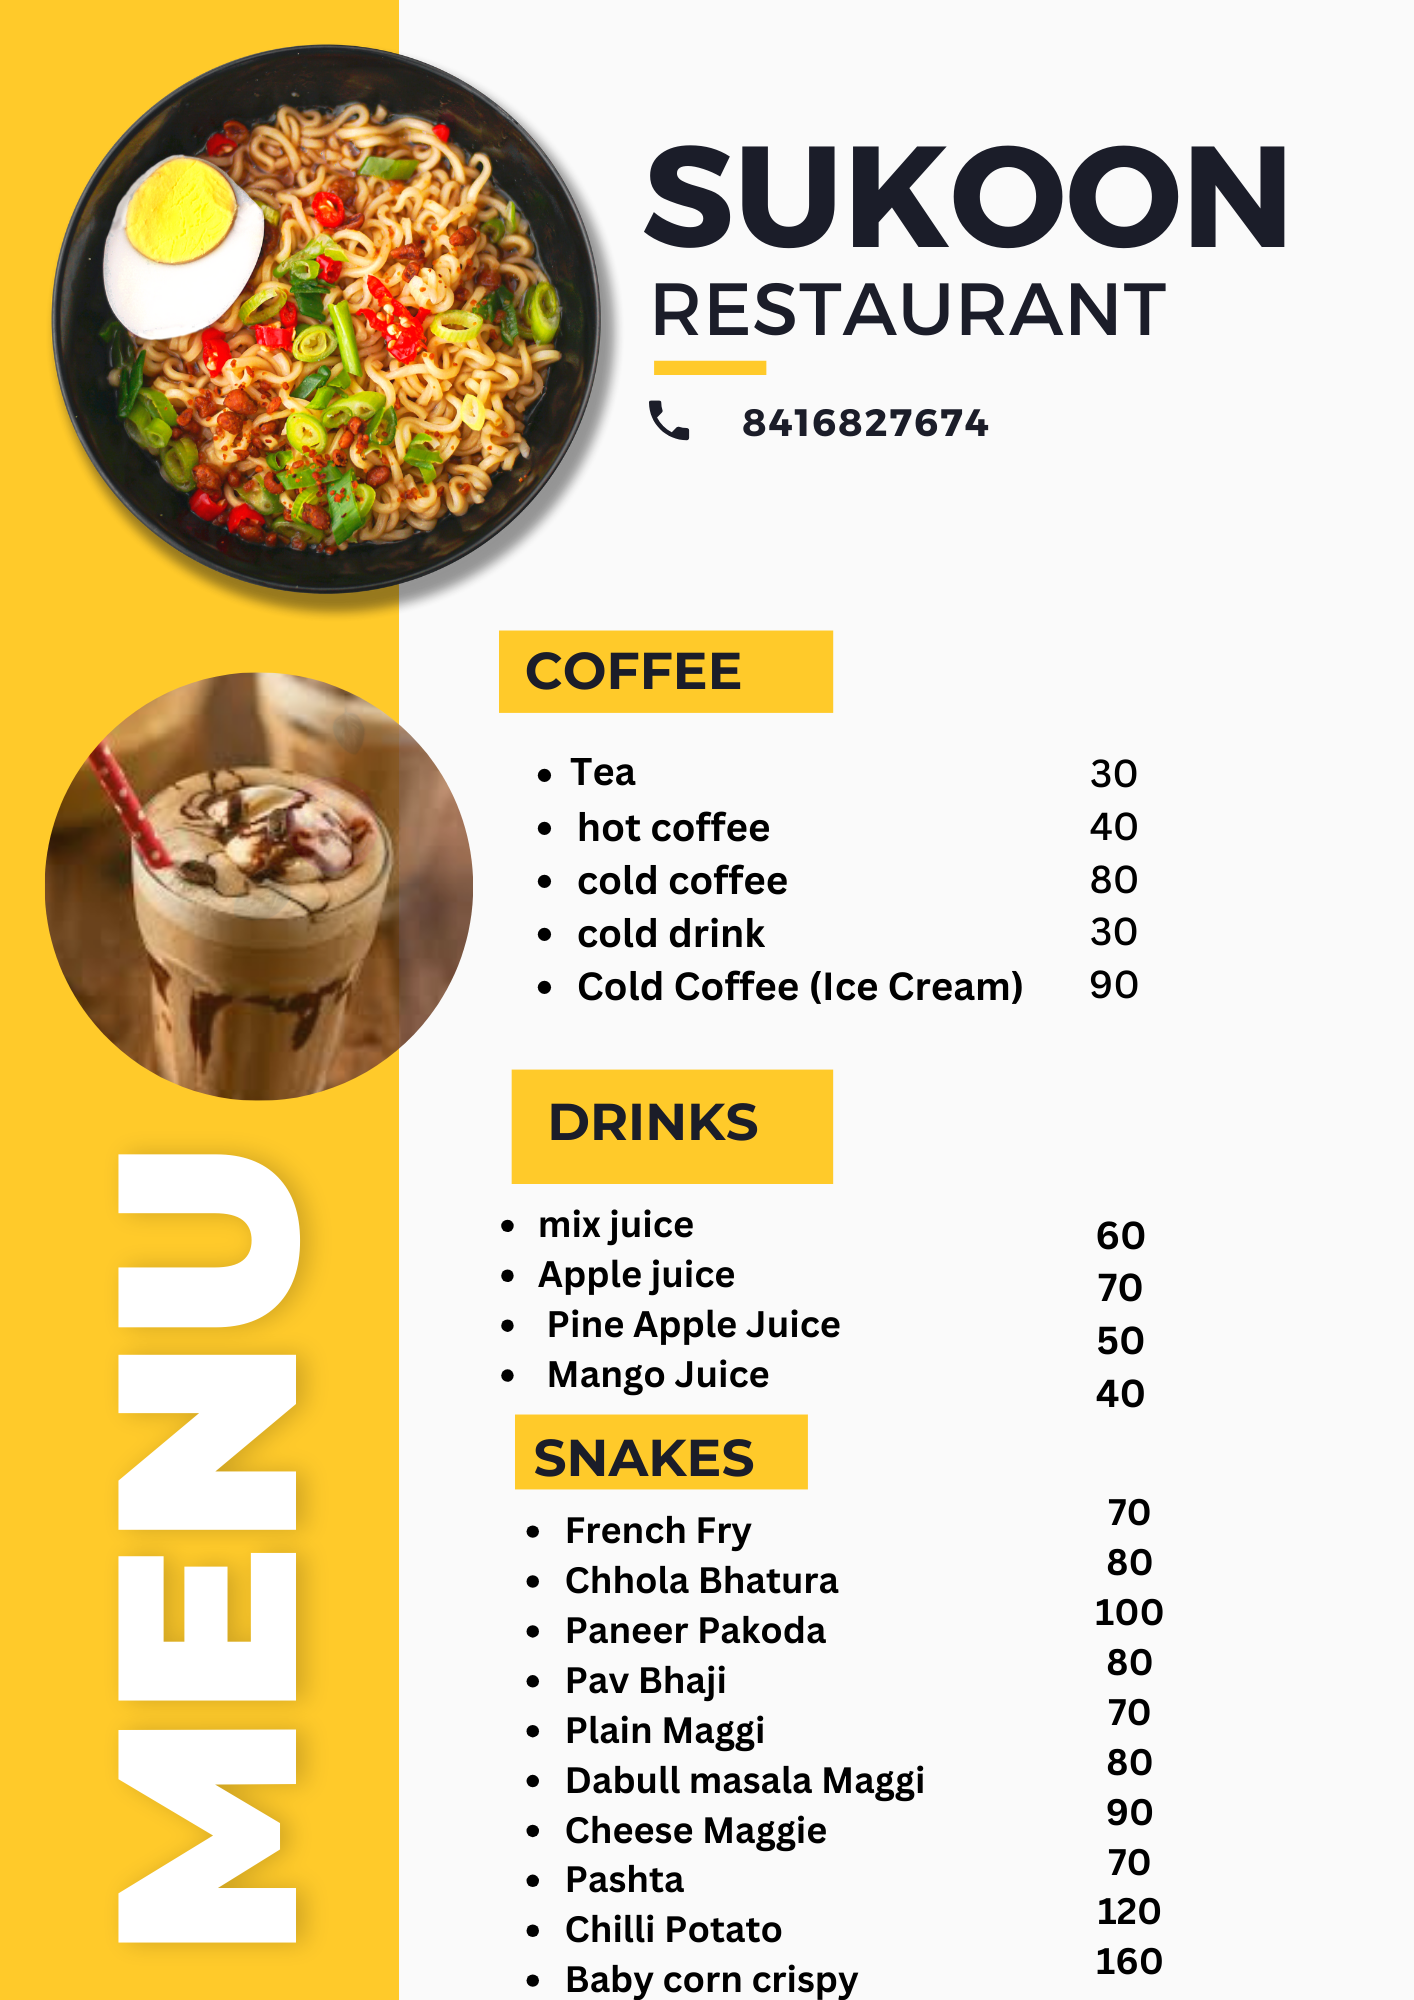 SUKOON
RESTAURANT
8416827674
COFFEE
Tea 30
hot coffee 40
cold coffee 80
cold drink 30
Cold Coffee (Ice Cream) 90
DRINKS
mix juice 60
Apple juice 70
Pine Apple Juice 50
Mango Juice 40
SNAKES
French Fry 70
Chhola Bhatura 80
Paneer Pakoda 100
Pav Bhaji 80
Plain Maggi 70
Dabull masala Maggi 80
Cheese Maggie 90
Pashta 70
Chilli Potato 120
Baby corn crispy 160
MENU